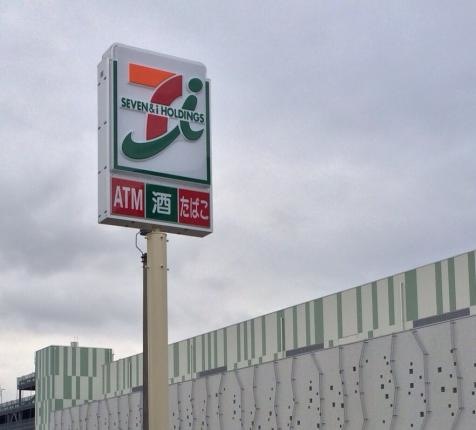 SEVEN&i HOLDINGS
ATM 酒 たばこ